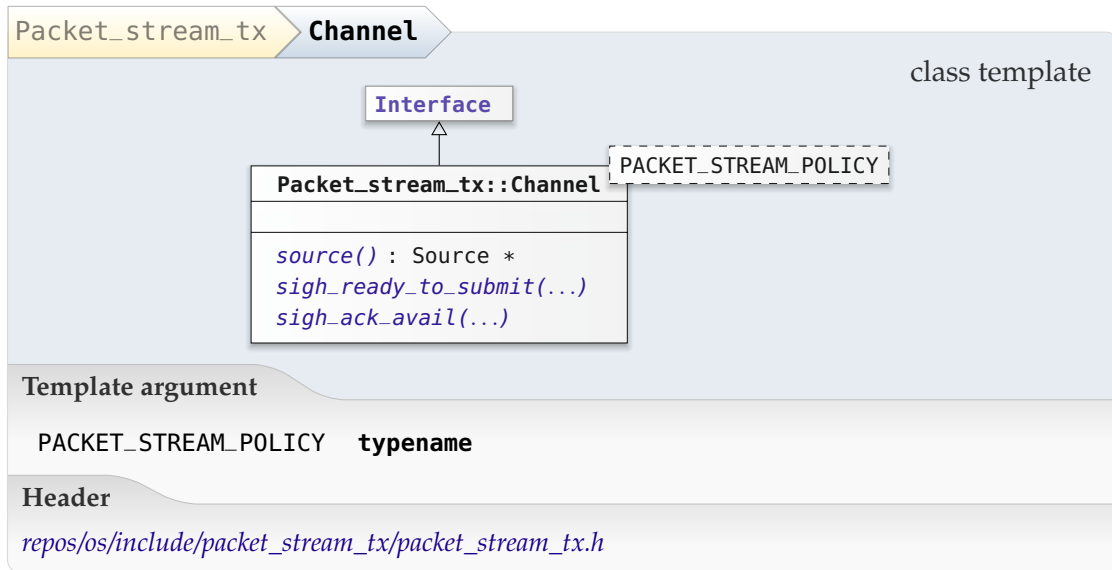 Packet_stream_tx Channel
class template
Interface
PACKET_STREAM_POLICY
Packet_stream_tx::Channel
source() : Source *
sigh_ready_to_submit(...)
sigh_ack_avail(...)
Template argument
PACKET_STREAM_POLICY typename
Header
repos/os/include/packet_stream_tx/packet_stream_tx.h